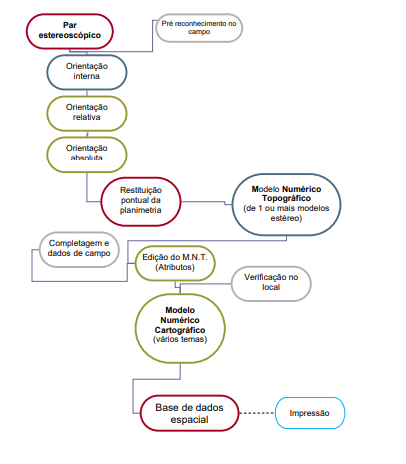 Par
estereoscópico
Pré reconhecimento no
campo
Orientação
interna
Orientação
relativa
Orientação
absoluta
Restituição
pontual da
planimetria
Modelo Numérico
Topográfico
(de 1 ou mais modelos
estéreo)
Completagem e
dados de campo
Edição do M.N.T.
(Atributos)
Verificação no
local
Modelo
Numérico
Cartográfico
(vários temas)
Base de dados
espacial
Impressão